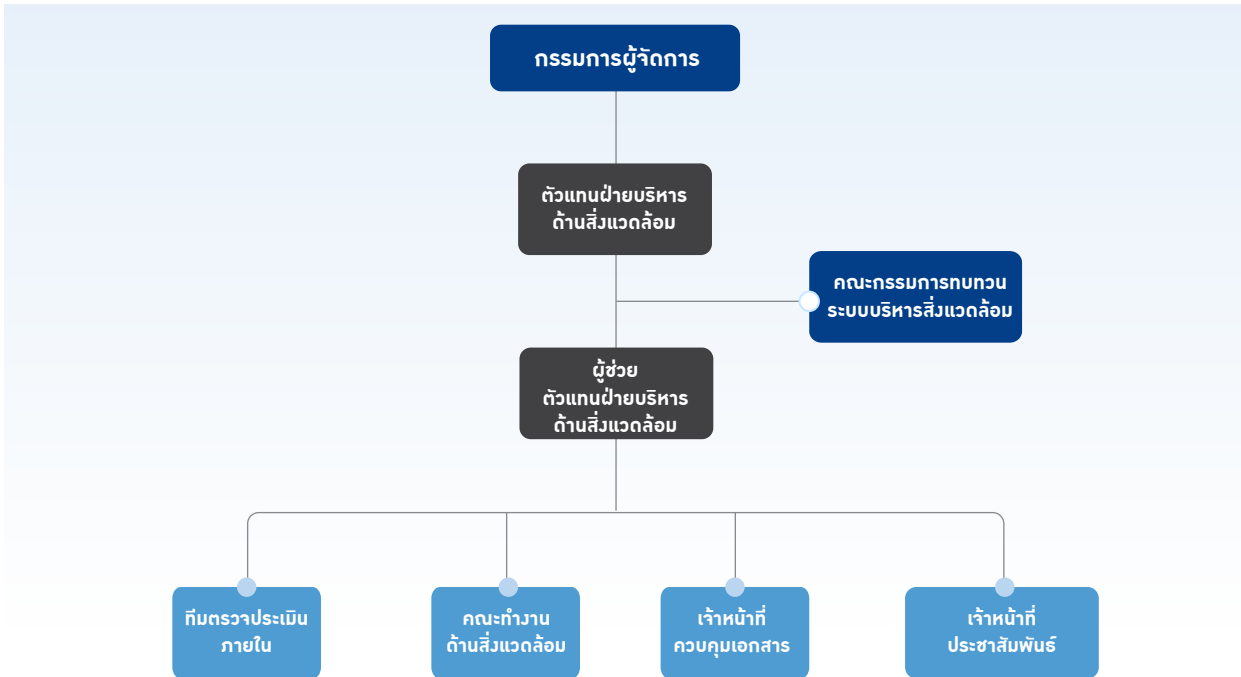 กรรมการผู้จัดการ
ตัวแทนฝ่ายบริหาร
ด้านสิ่งแวดล้อม
คณะกรรมการทบทวน
ระบบบริหารสิ่งแวดล้อม
ผู้ช่วย
ตัวแทนฝ่ายบริหาร
ด้านสิ่งแวดล้อม
ทีมตรวจประเมิน
ภายใน
คณะทำงาน
ด้านสิ่งแวดล้อม
เจ้าหน้าที่
ควบคุมเอกสาร
เจ้าหน้าที่
ประชาสัมพันธ์